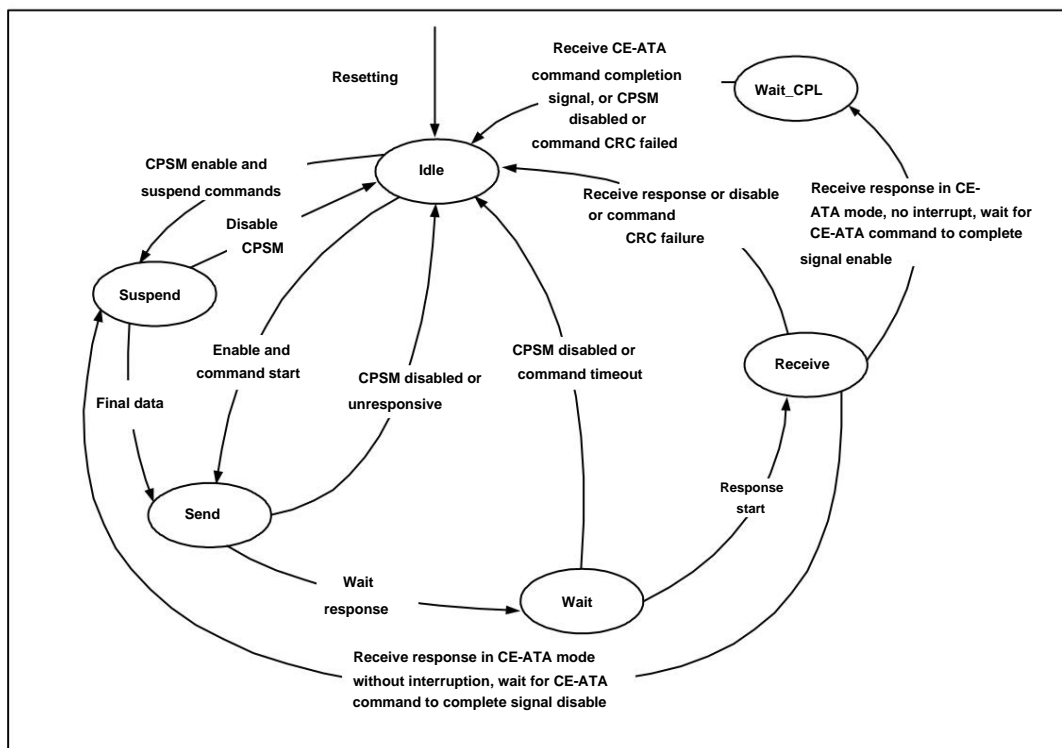 Resetting
Receive CE-ATA
command completion
signal, or CPSM
disabled or
command CRC failed
Wait_CPL
CPSM enable and
suspend commands
Idle
Receive response or disable
or command
CRC failure
Receive response in CE-
ATA mode, no interrupt, wait for
CE-ATA command to complete
signal enable
Disable
CPSM
Suspend
Enable and
command start
CPSM disabled or
unresponsive
CPSM disabled or
command timeout
Receive
Final data
Send
Response
start
Wait
response
Wait
Receive response in CE-ATA mode
without interruption, wait for CE-ATA
command to complete signal disable